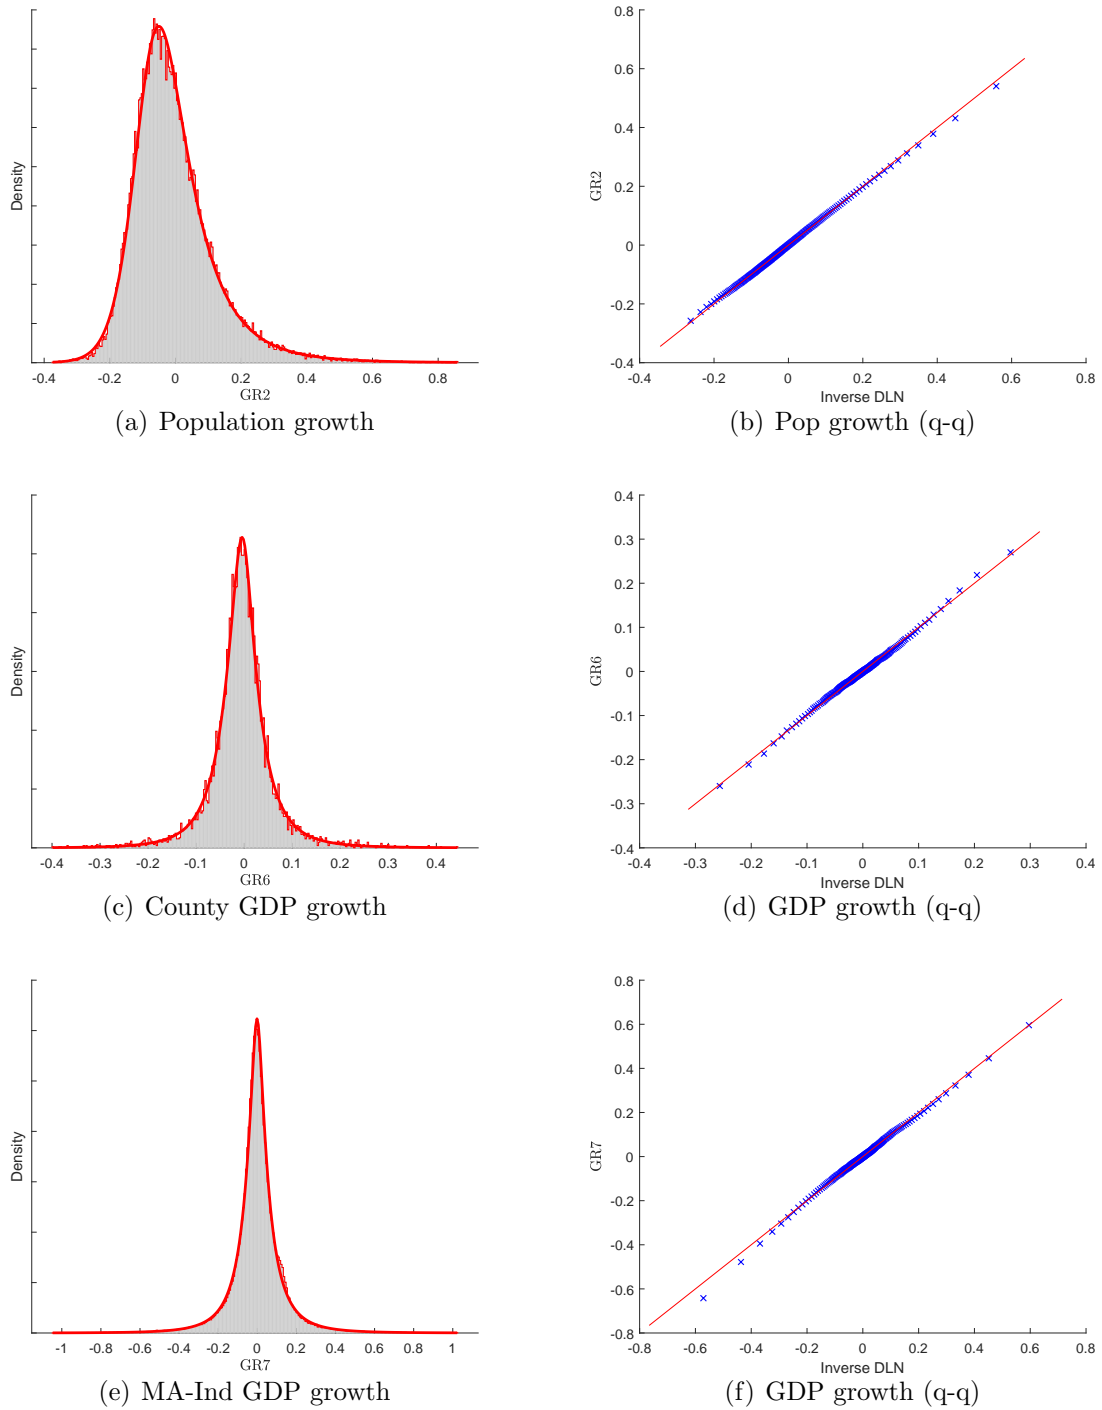 Density
-0.4 -0.2 0 0.2 0.4 0.6 0.8
GR2
(a) Population growth
GR2
0.8
0.6
0.4
0.2
0
-0.2
-0.4
-0.4 -0.2 0 0.2 0.4 0.6 0.8
Inverse DLN
(b) Pop growth (q-q)
Density
-0.4 -0.3 -0.2 -0.1 0 0.1 0.2 0.3 0.4
GR6
(c) County GDP growth
GR6
0.4
0.3
0.2
0.1
0
-0.1
-0.2
-0.3
-0.4
-0.4 -0.3 -0.2 -0.1 0 0.1 0.2 0.3 0.4
Inverse DLN
(d) GDP growth (q-q)
Density
-1 -0.8 -0.6 -0.4 -0.2 0 0.2 0.4 0.6 0.8 1
GR7
(e) MA-Ind GDP growth
GR7
0.8
0.6
0.4
0.2
0
-0.2
-0.4
-0.6
-0.8
-0.8 -0.6 -0.4 -0.2 0 0.2 0.4 0.6 0.8
Inverse DLN
(f) GDP growth (q-q)